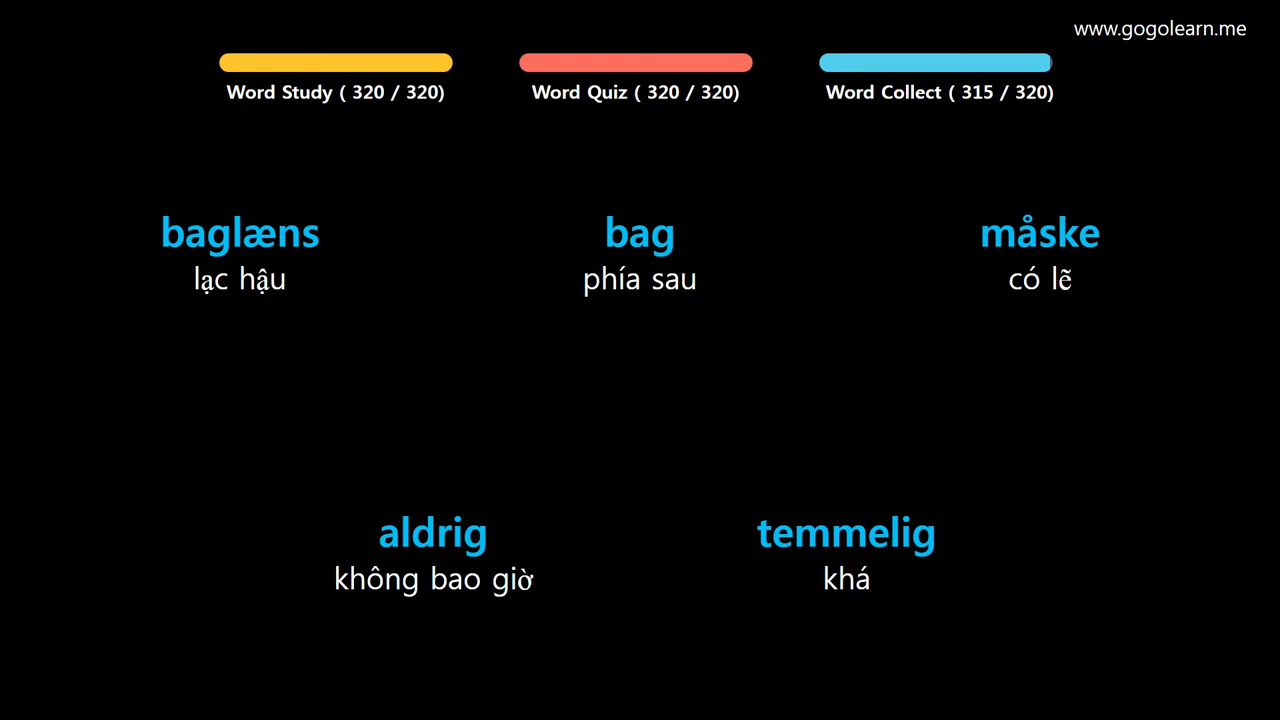 www.gogolearn.me
Word Study ( 320 / 320)
Word Quiz ( 320 / 320)
Word Collect ( 315 / 320)
baglæns
lạc hậu
bag
phía sau
måske
có lẽ
aldrig
không bao giờ
temmelig
khá